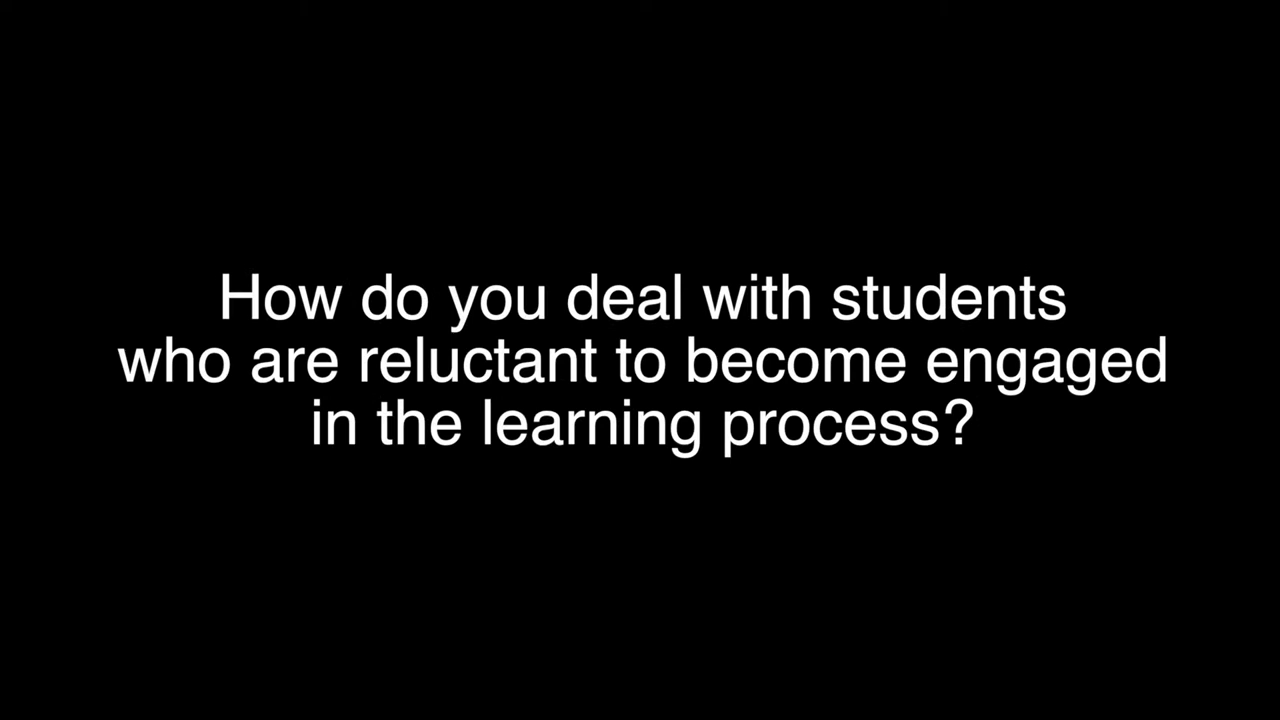 How do you deal with students
who are reluctant to become engaged
in the learning process?